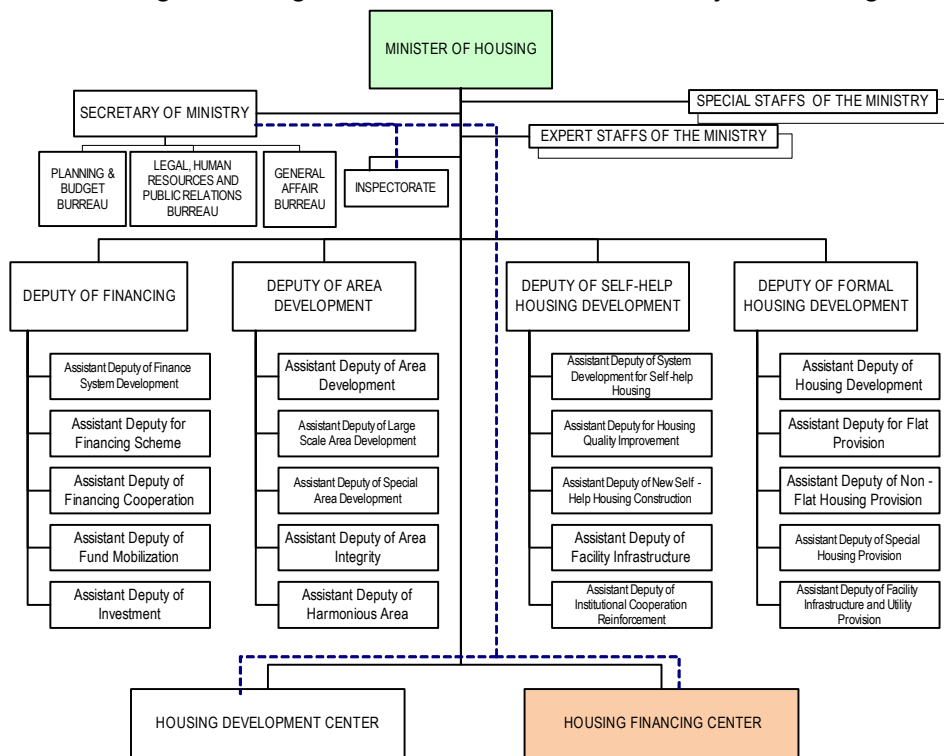 MINISTER OF HOUSING
SECRETARY OF MINISTRY
SPECIAL STAFFS OF THE MINISTRY
EXPERT STAFFS OF THE MINISTRY
PLANNING &
BUDGET
BURREAU
LEGAL, HUMAN
RESOURCES AND
PUBLIC RELATIONS
BURREAU
GENERAL
AFFAIR
BUREAU
INSPECTORATE
DEPUTY OF FINANCING
DEPUTY OF AREA
DEVELOPMENT
DEPUTY OF SELF-HELP
HOUSING DEVELOPMENT
DEPUTY OF FORMAL
HOUSING DEVELOPMENT
Assistant Deputy of Finance
System Development
Assistant Deputy for
Financing Scheme
Assistant Deputy of
Financing Cooperation
Assistant Deputy of
Fund Mobilization
Assistant Deputy of
Investment
Assistant Deputy of Area
Development
Assistant Deputy of Large
Scale Area Development
Assistant Deputy of Special
Area Development
Assistant Deputy of Area
Integrity
Assistant Deputy of
Harmonious Area
Assistant Deputy of System
Development for Self-help
Housing
Assistant Deputy for Housing
Quality Improvement
Assistant Deputy of New Self -
Help Housing Construction
Assistant Deputy of
Facility Infrastructure
Assistant Deputy of
Institutional Cooperation
Reinforcement
Assistant Deputy of
Housing Development
Assistant Deputy for Flat
Provision
Assistant Deputy of Non -
Flat Housing Provision
Assistant Deputy of Special
Housing Provision
Assistant Deputy of Facility
Infrastructure and Utility
Provision
HOUSING DEVELOPMENT CENTER
HOUSING FINANCING CENTER